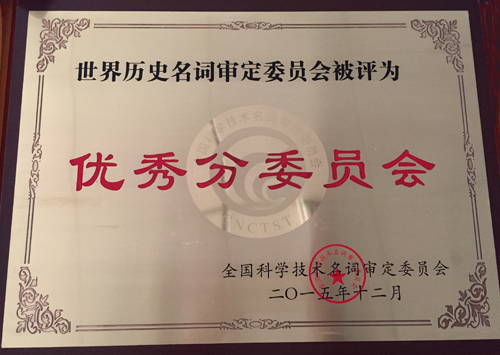 世界历史名词审定委员会被评为
优秀分委员会
CNCTST
全国科学技术名词审定委员会
二〇一五年十二月